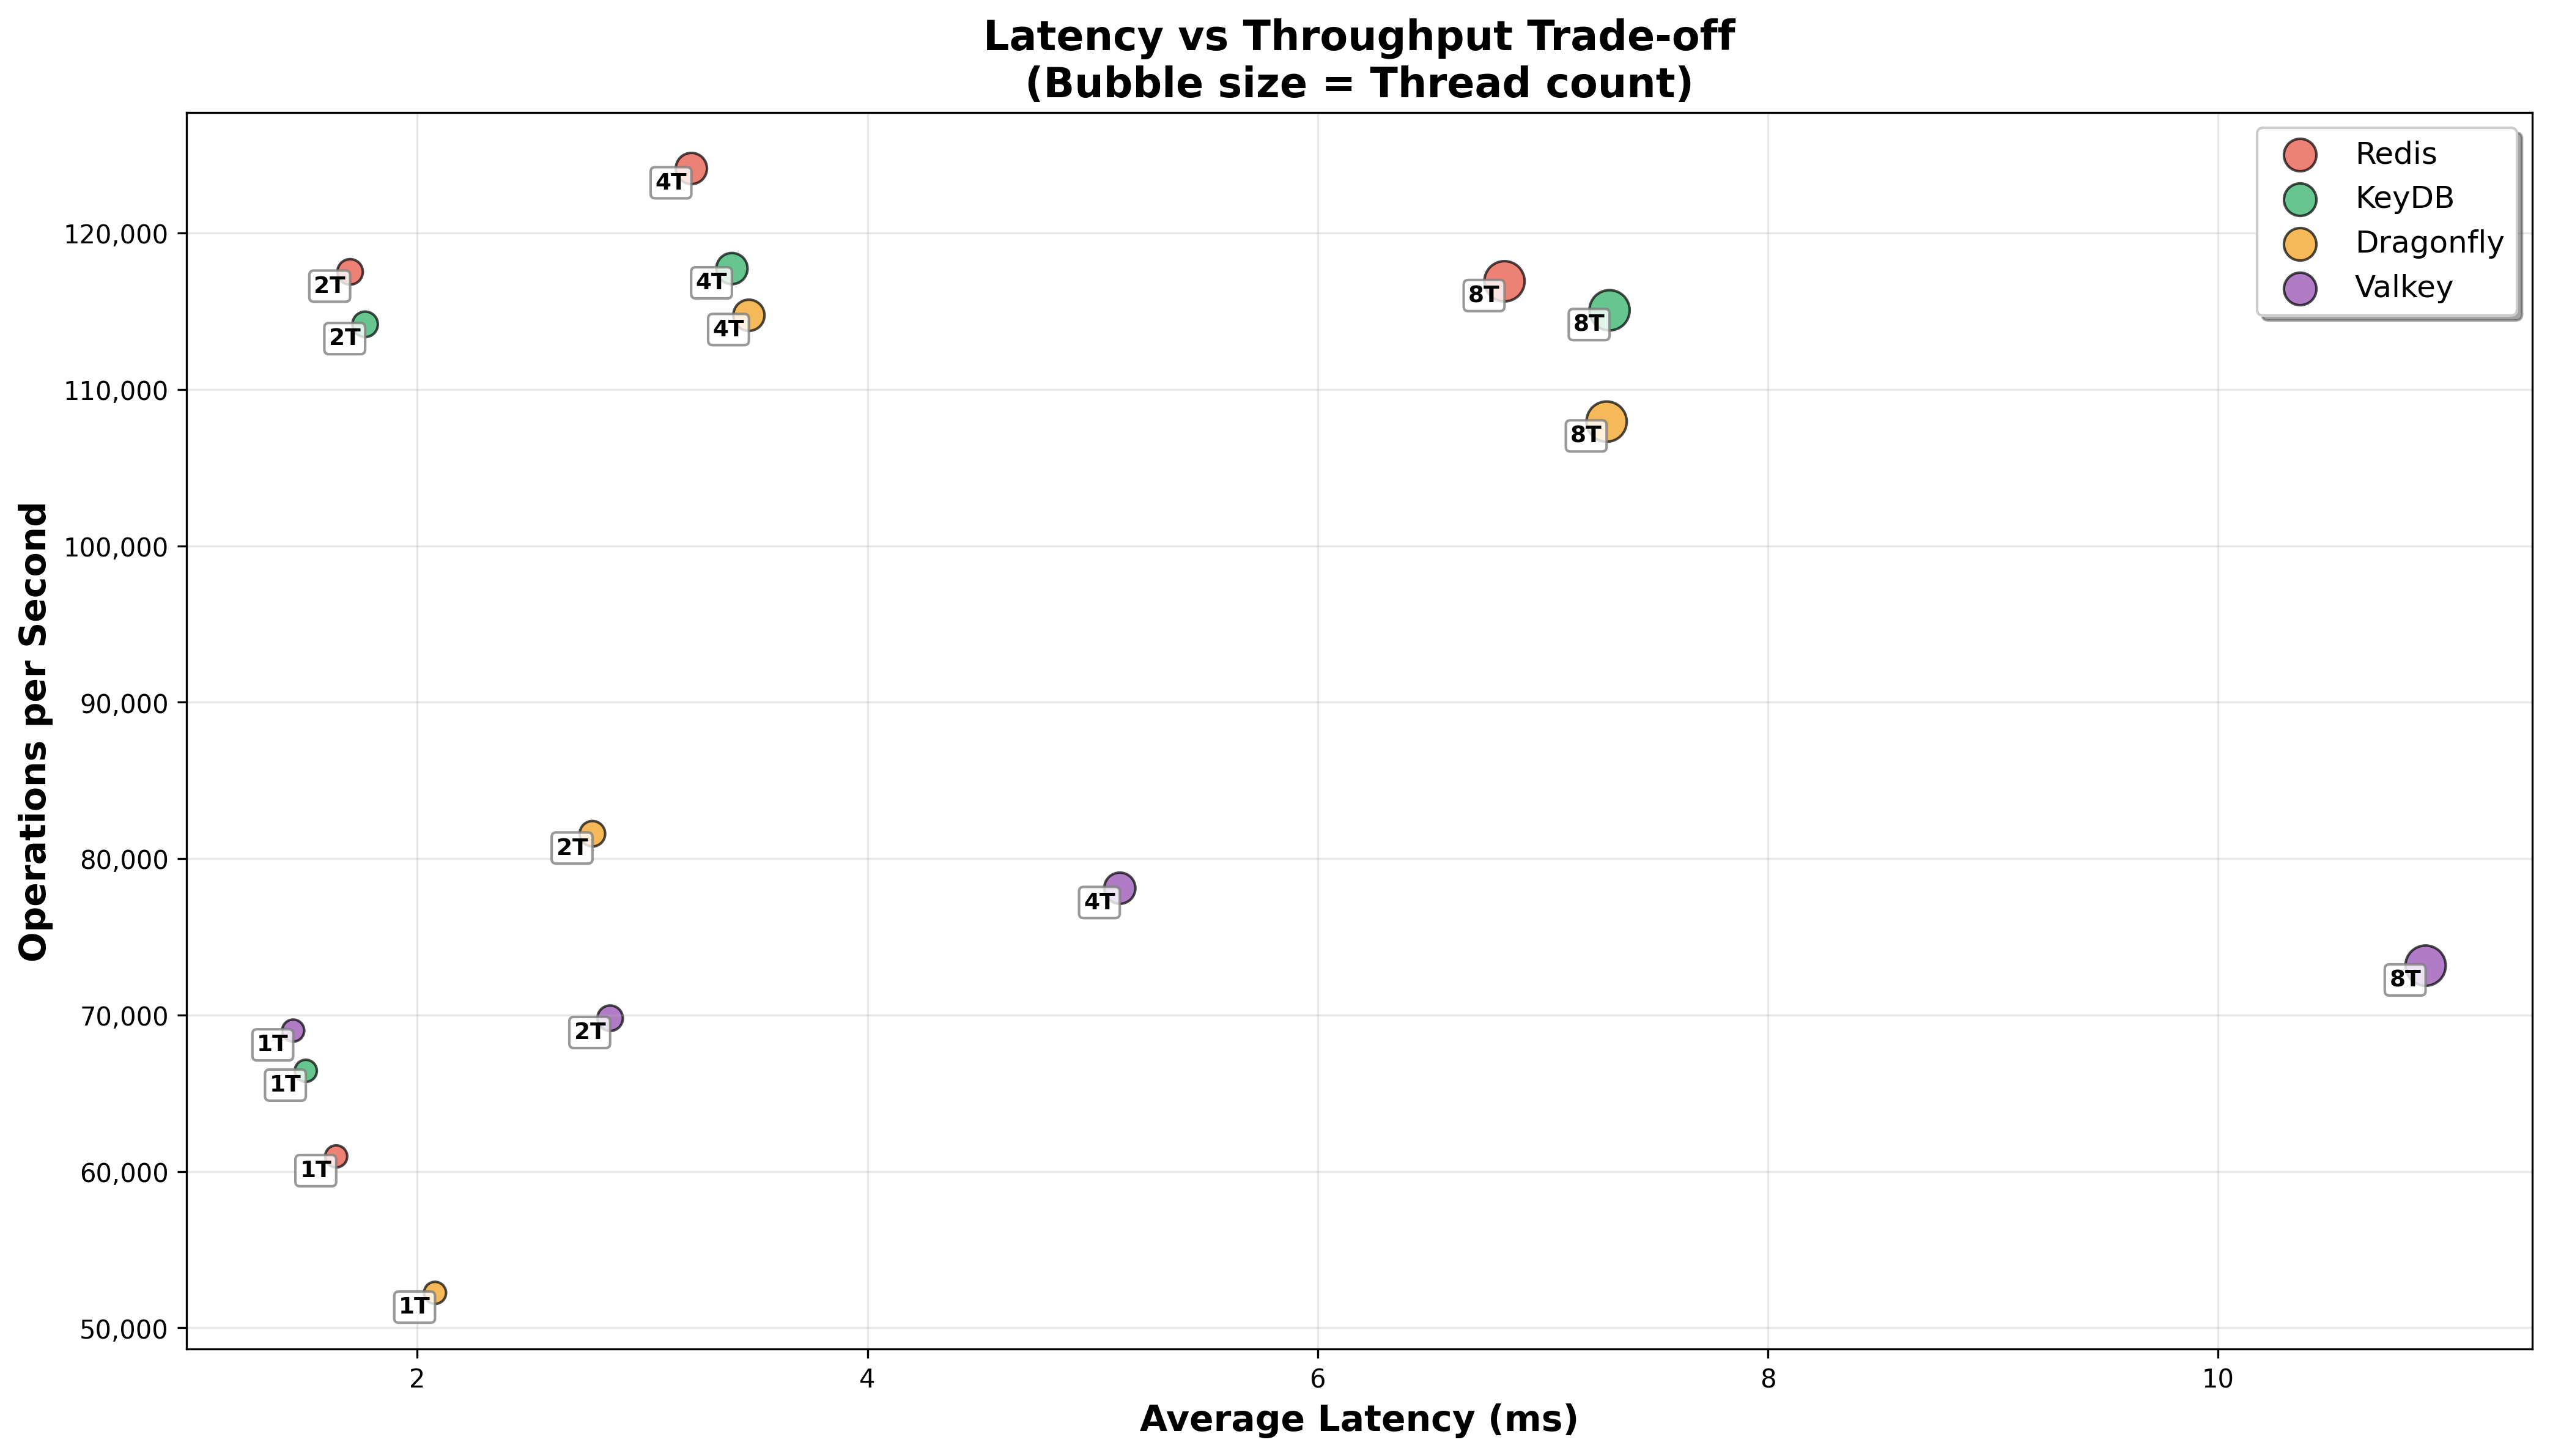 Latency vs Throughput Trade-off
(Bubble size = Thread count)
Redis
KeyDB
Dragonfly
Valkey
Operations per Second
120,000
110,000
100,000
90,000
80,000
70,000
60,000
50,000
4T
2T
4T
8T
2T
4T
8T
8T
2T
4T
8T
2T
1T
1T
1T
1T
2
4
6
8
10
Average Latency (ms)